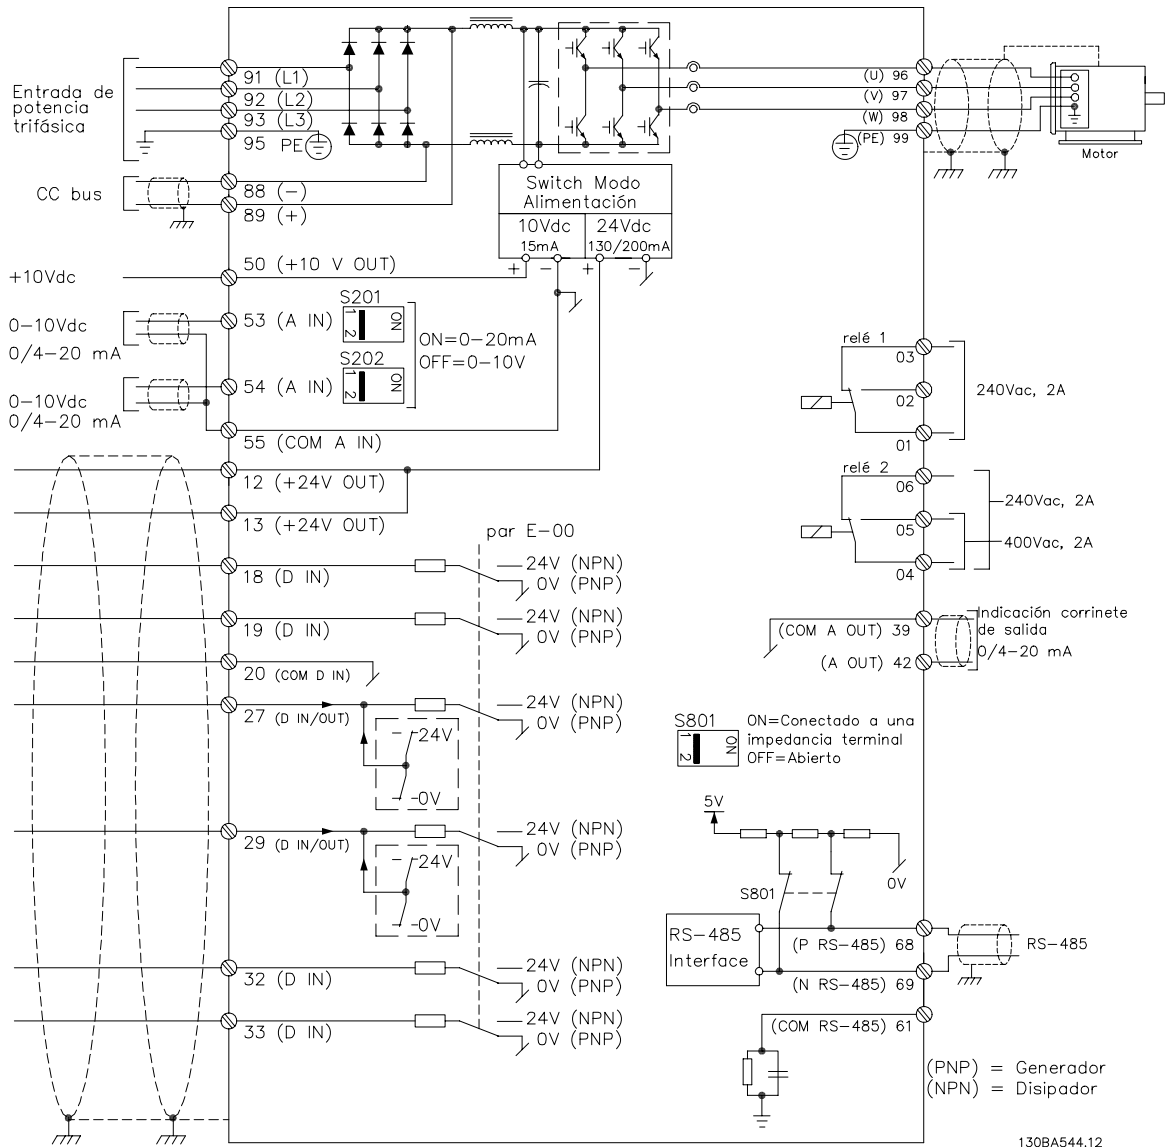 Entrada de
potencia
trifásica
91 (L1)
92 (L2)
93 (L3)
95 PE
CC bus
88 (-)
89 (+)
Switch Modo
Alimentación
10Vdc
15mA
24Vdc
130/200mA
+ - + -
(U) 96
(V) 97
(W) 98
(PE) 99
Motor
+10Vdc
50 (+10 V OUT)
0-10Vdc
0/4-20 mA
53 (A IN)
S201
1 2
ON
S202
1 2
ON
ON=0-20mA
OFF=0-10V
0-10Vdc
0/4-20 mA
54 (A IN)
55 (COM A IN)
12 (+24V OUT)
13 (+24V OUT)
par E-00
18 (D IN)
24V (NPN)
0V (PNP)
19 (D IN)
24V (NPN)
0V (PNP)
20 (COM D IN)
27 (D IN/OUT)
24V (NPN)
0V (PNP)
24V
0V
29 (D IN/OUT)
24V (NPN)
0V (PNP)
24V
0V
32 (D IN)
24V (NPN)
0V (PNP)
33 (D IN)
24V (NPN)
0V (PNP)
relé 1
03
02
01
240Vac, 2A
relé 2
06
05
04
240Vac, 2A
400Vac, 2A
(COM A OUT) 39
(A OUT) 42
Indicación corrinete
de salida
0/4-20 mA
S801
1 2
ON
ON=Conectado a una
impedancia terminal
OFF=Abierto
5V
0V
S801
RS-485
Interface
(P RS-485) 68
(N RS-485) 69
(COM RS-485) 61
RS-485
(PNP) = Generador
(NPN) = Disipador
130BA544.12